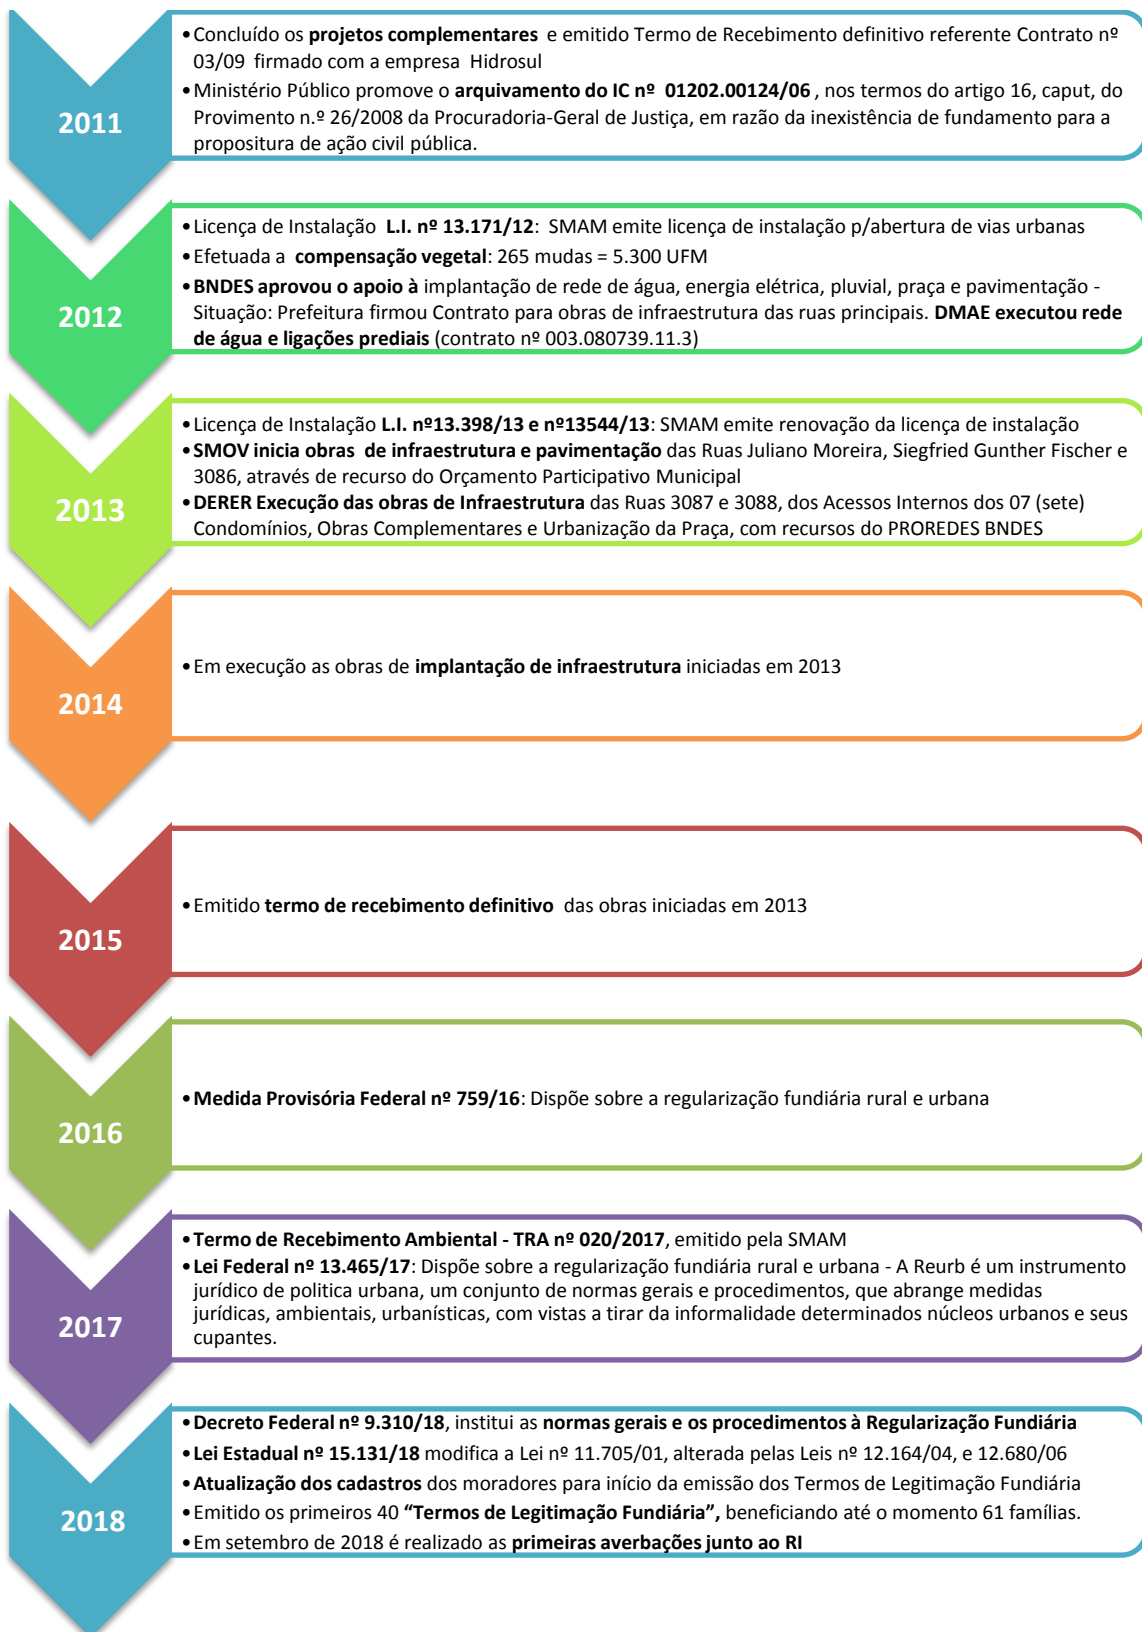 2011
•Concluído os projetos complementares e emitido Termo de Recebimento definitivo referente Contrato nº
03/09 firmado com a empresa Hidrosul
•Ministério Público promove o arquivamento do IC nº 01202.00124/06 , nos termos do artigo 16, caput, do
Provimento n.º 26/2008 da Procuradoria-Geral de Justiça, em razão da inexistência de fundamento para a
propositura de ação civil pública.
2012
•Licença de Instalação L.I. nº 13.171/12: SMAM emite licença de instalação p/abertura de vias urbanas
•Efetuada a compensação vegetal: 265 mudas = 5.300 UFM
•BNDES aprovou o apoio à implantação de rede de água, energia elétrica, pluvial, praça e pavimentação -
Situação: Prefeitura firmou Contrato para obras de infraestrutura das ruas principais. DMAE executou rede
de água e ligações prediais (contrato nº 003.080739.11.3)
2013
•Licença de Instalação L.I. nº13.398/13 e nº13544/13: SMAM emite renovação da licença de instalação
•SMOV inicia obras de infraestrutura e pavimentação das Ruas Juliano Moreira, Siegfried Gunther Fischer e
3086, através de recurso do Orçamento Participativo Municipal
•DERER Execução das obras de Infraestrutura das Ruas 3087 e 3088, dos Acessos Internos dos 07 (sete)
Condomínios, Obras Complementares e Urbanização da Praça, com recursos do PROREDES BNDES
2014
•Em execução as obras de implantação de infraestrutura iniciadas em 2013
2015
•Emitido termo de recebimento definitivo das obras iniciadas em 2013
2016
•Medida Provisória Federal nº 759/16: Dispõe sobre a regularização fundiária rural e urbana
2017
•Termo de Recebimento Ambiental - TRA nº 020/2017, emitido pela SMAM
•Lei Federal nº 13.465/17: Dispõe sobre a regularização fundiária rural e urbana - A Reurb é um instrumento
jurídico de politica urbana, um conjunto de normas gerais e procedimentos, que abrange medidas
jurídicas, ambientais, urbanísticas, com vistas a tirar da informalidade determinados núcleos urbanos e seus
cupantes.
2018
•Decreto Federal nº 9.310/18, institui as normas gerais e os procedimentos à Regularização Fundiária
•Lei Estadual nº 15.131/18 modifica a Lei nº 11.705/01, alterada pelas Leis nº 12.164/04, e 12.680/06
•Atualização dos cadastros dos moradores para início da emissão dos Termos de Legitimação Fundiária
•Emitido os primeiros 40 “Termos de Legitimação Fundiária”, beneficiando até o momento 61 famílias.
•Em setembro de 2018 é realizado as primeiras averbações junto ao RI